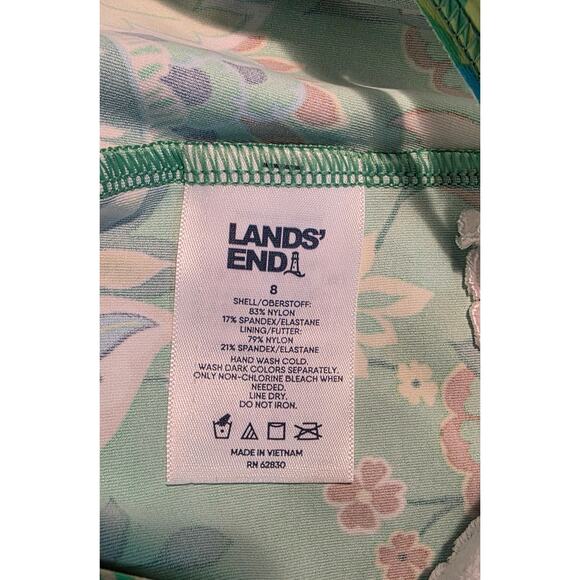 LANDS'
END
8
SHELL/OBERSTOFF:
83% NYLON
17% SPANDEX/ELASTANE
LINING/FUTTER:
79% NYLON
21% SPANDEX/ELASTANE
HAND WASH COLD.
WASH DARK COLORS SEPARATELY.
ONLY NON-CHLORINE BLEACH WHEN
NEEDED.
LINE DRY.
DO NOT IRON.
MADE IN VIETNAM
RN 62830